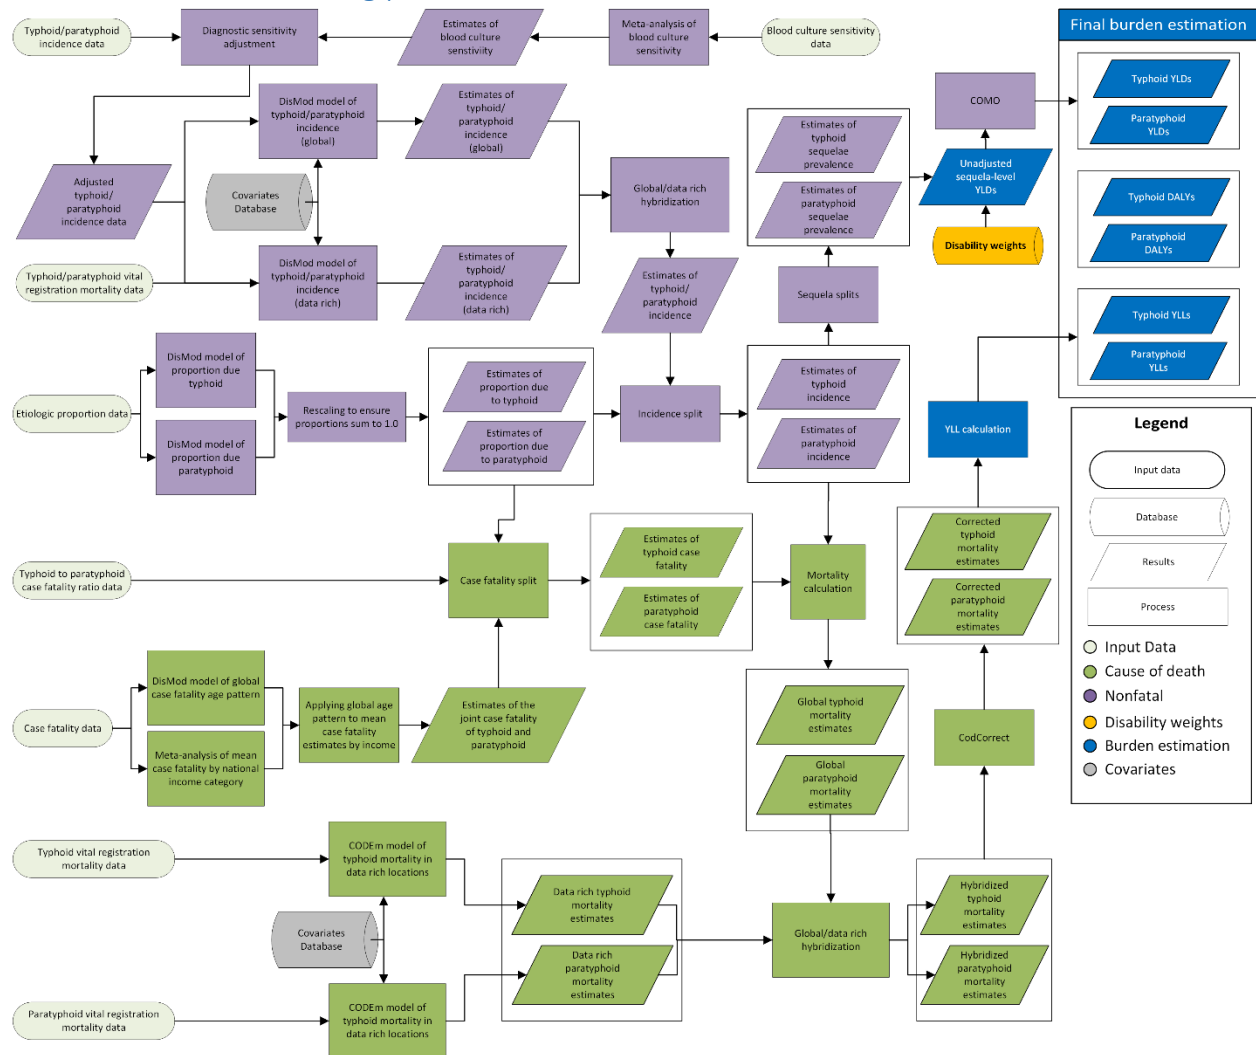 Typhoid/paratyphoid
incidence data
Diagnostic sensitivity
adjustment
Estimates of
blood culture
senstiviity
Meta-analysis of
blood culture
sensitivity
Blood culture sensitivity
data
Final burden estimation
Typhoid YLDs
Paratyphoid
YLDs
Typhoid DALYs
Paratyphoid
DALYs
Typhoid YLLs
Paratyphoid
YLLs
DisMod model of
typhoid/paratyphoid
incidence
(global)
Estimates of
typhoid/
paratyphoid
incidence
(global)
Estimates of
typhoid
sequelae
prevalence
Estimates of
paratyphoid
sequelae
prevalence
COMO
Unadjusted
sequela-level
YLDs
Disability weights
Adjusted
typhoid/
paratyphoid
incidence data
Covariates
Database
Global/data rich
hybridization
Typhoid/paratyphoid vital
registration mortality data
DisMod model of
typhoid/paratyphoid
incidence
(data rich)
Estimates of
typhoid/
paratyphoid
incidence
(data rich)
Estimates of
typhoid/
paratyphoid
incidence
Sequela splits
DisMod model of
proportion due
typhoid
Etiologic proportion data
DisMod model of
proportion due
paratyphoid
Rescaling to ensure
proportions sum to 1.0
Estimates of
proportion due
to typhoid
Estimates of
proportion due
to paratyphoid
Incidence split
Estimates of
typhoid
incidence
Estimates of
paratyphoid
incidence
YLL calculation
Legend
Input data
Database
Results
Process
Input Data
Cause of death
Nonfatal
Disability weights
Burden estimation
Covariates
Typhoid to paratyphoid
case fatality ratio data
Case fatality split
Estimates of
typhoid case
fatality
Estimates of
paratyphoid
case fatality
Mortality
calculation
Corrected
typhoid
mortality
estimates
Corrected
paratyphoid
mortality
estimates
Case fatality data
DisMod model of global
case fatality age pattern
Meta-analysis of mean
case fatality by national
income category
Applying global age
pattern to mean
case fatality
estimates by income
Estimates of the
joint case fatality
of typhoid and
paratyphoid
Global typhoid
mortality
estimates
Global
paratyphoid
mortality
estimates
CodCorrect
Typhoid vital registration
mortality data
CODEm model of
typhoid mortality in
data rich locations
Covariates
Database
Paratyphoid vital registration
mortality data
CODEm model of
typhoid mortality in
data rich locations
Data rich typhoid
mortality
estimates
Data rich
paratyphoid
mortality
estimates
Global/data rich
hybridization
Hybridized
typhoid
mortality
estimates
Hybridized
paratyphoid
mortality
estimates